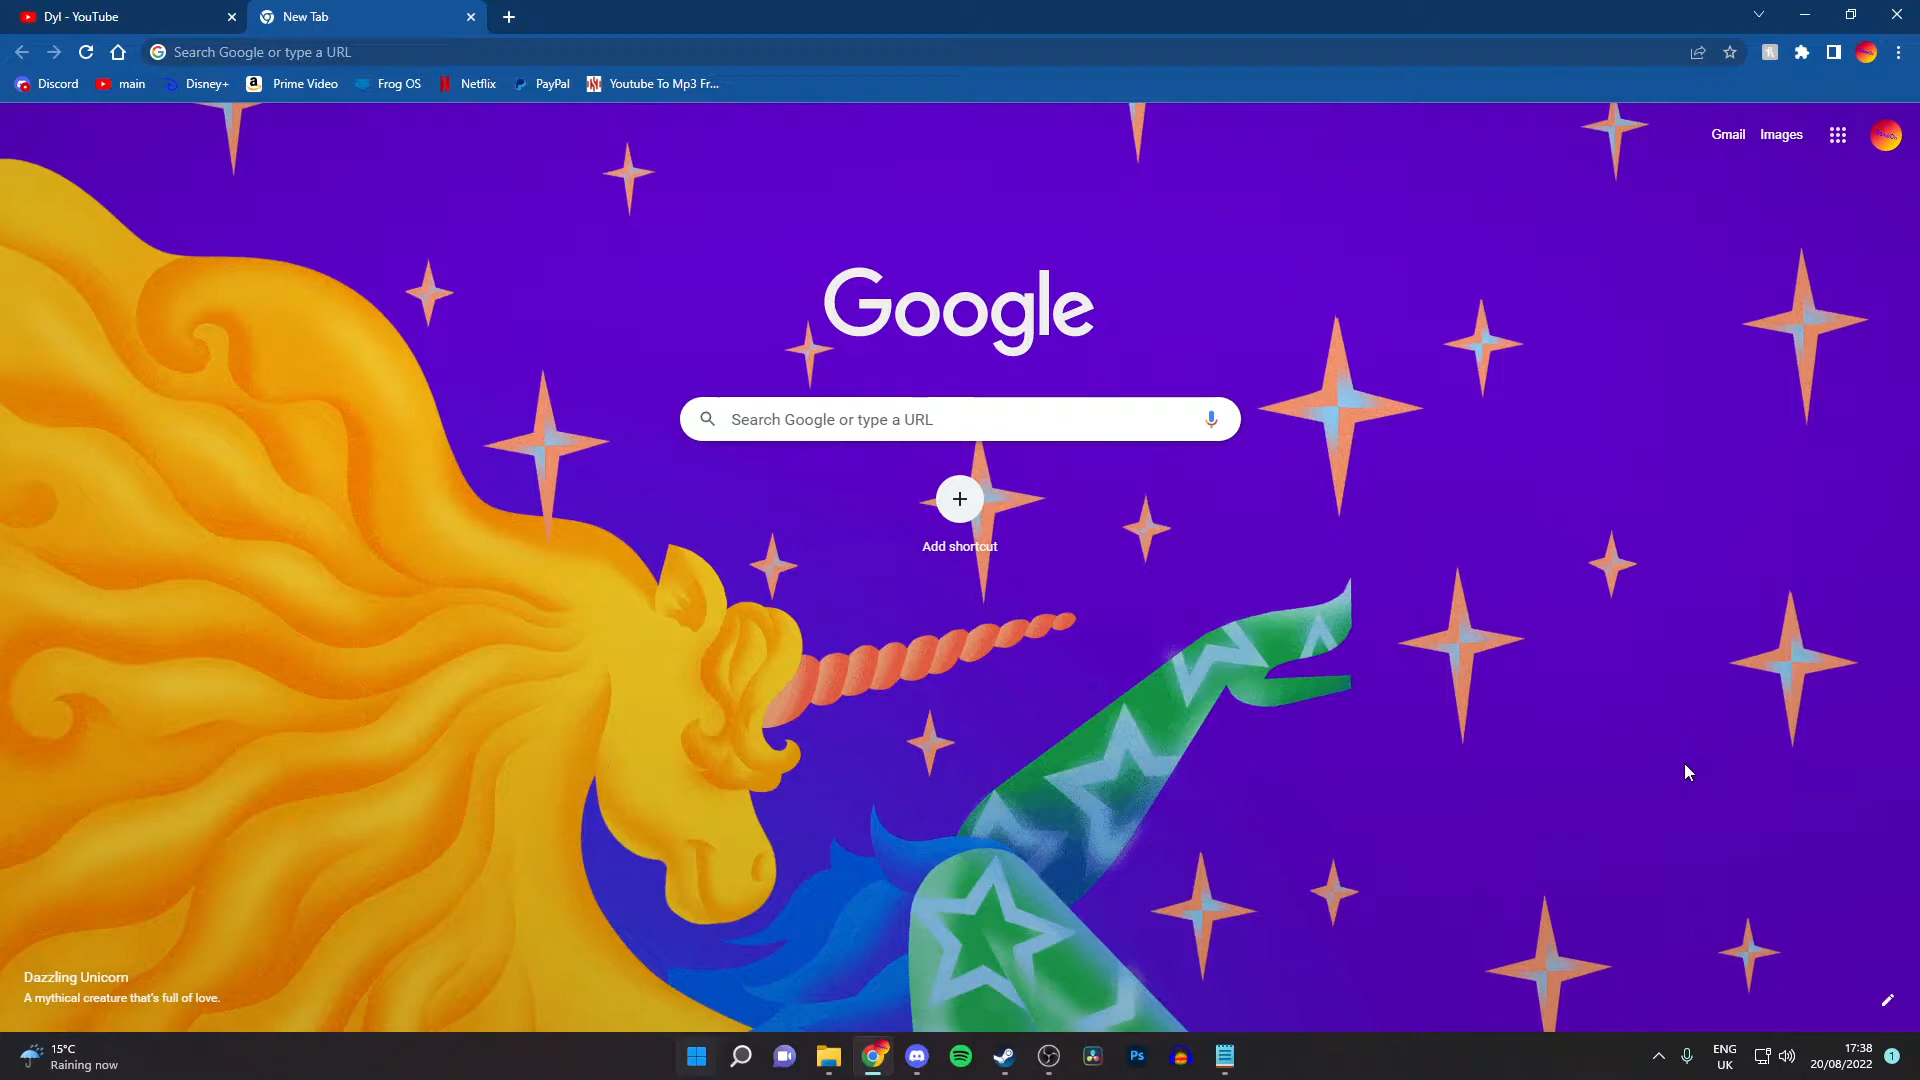 Dyl - YouTube
New Tab
Search Google or type a URL
Discord
main
Disney+
Prime Video
Frog OS
Netflix
PayPal
Youtube To Mp3 Fr...
Gmail
Images
Google
Search Google or type a URL
Add shortcut
Dazzling Unicorn
A mythical creature that's full of love.
15°C
Raining now
Ps
ENG
UK
17:38
20/08/2022
1